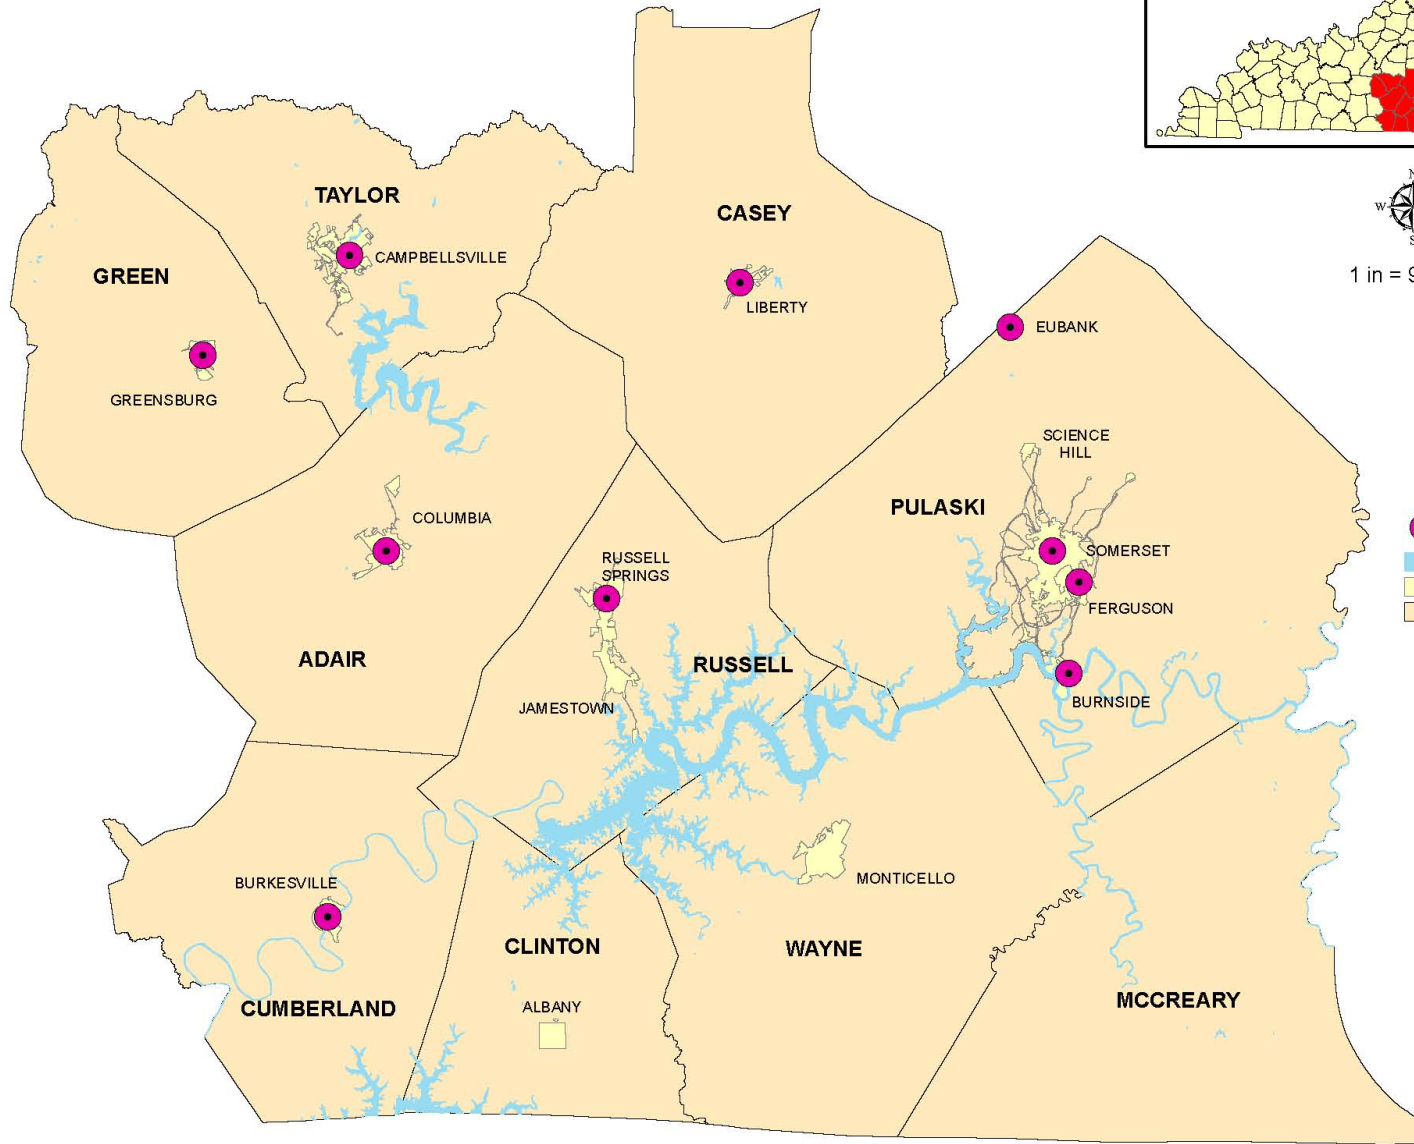 N
W
S
1 in = 9
TAYLOR
CASEY
CAMPBELLSVILLE
GREEN
LIBERTY
EUBANK
GREENSBURG
SCIENCE
HILL
PULASKI
COLUMBIA
SOMERSET
RUSSELL
SPRINGS
FERGUSON
ADAIR
RUSSELL
JAMESTOWN
BURNSIDE
MONTICELLO
BURKESVILLE
CLINTON
WAYNE
ALBANY
CUMBERLAND
MCCREARY